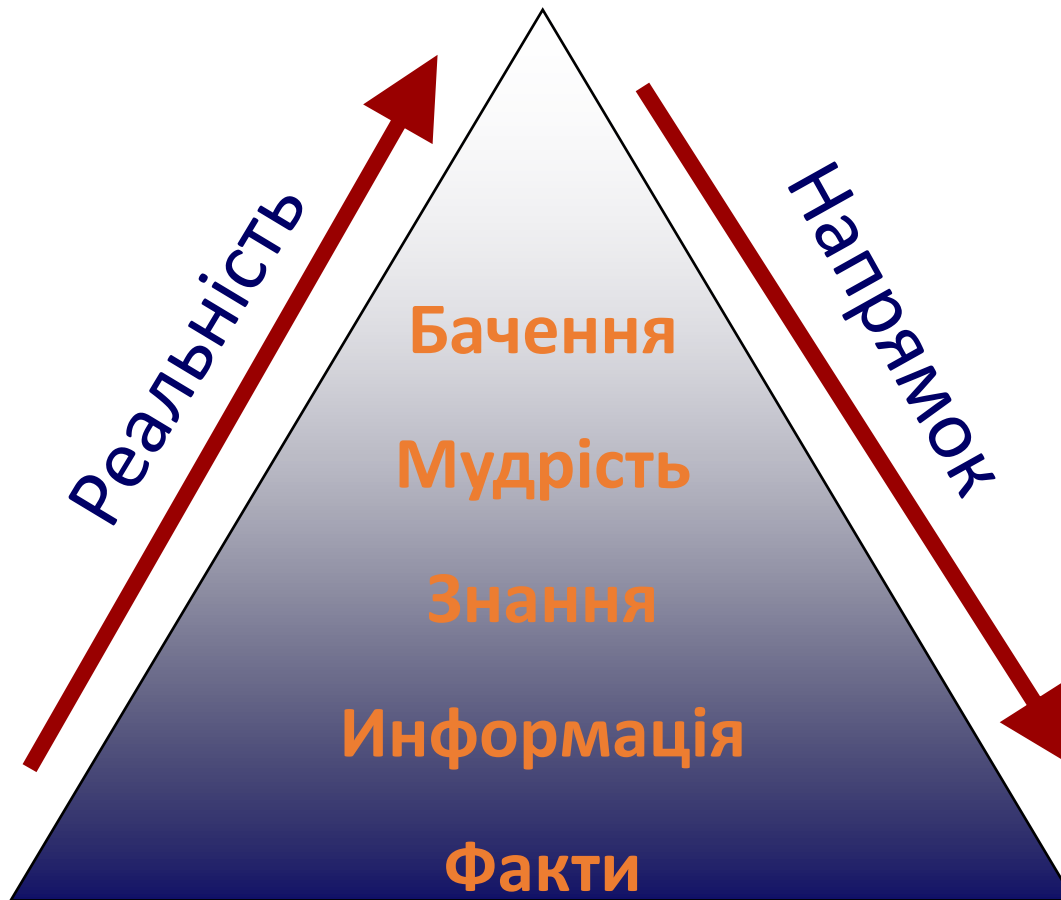 Реальність
Напрямок
Бачення
Мудрість
Знання
Информація
Факти